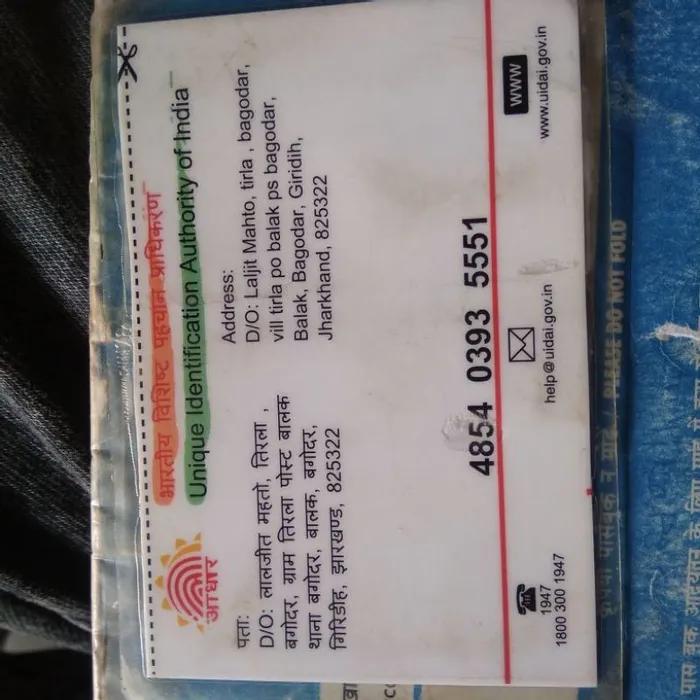 भारतीय विशिष्ट पहचान प्राधिकरण
Unique Identification Authority of India
आधार
पता:
D/O: लालजीत महतो, तिरला ,
बगोदर, ग्राम तिरला पोस्ट बालक
थाना बगोदर, बालक, बगोदर,
गिरिडीह, झारखण्ड, 825322
Address:
D/O: Laljit Mahto, tirla , bagodar,
vill tirla po balak ps bagodar,
Balak, Bagodar, Giridih,
Jharkhand, 825322
4854 0393 5551
1947
1800 300 1947
help@uidai.gov.in
www
www.uidai.gov.in
पासबुक न मोड़े / PLEASE DO NOT FOLD